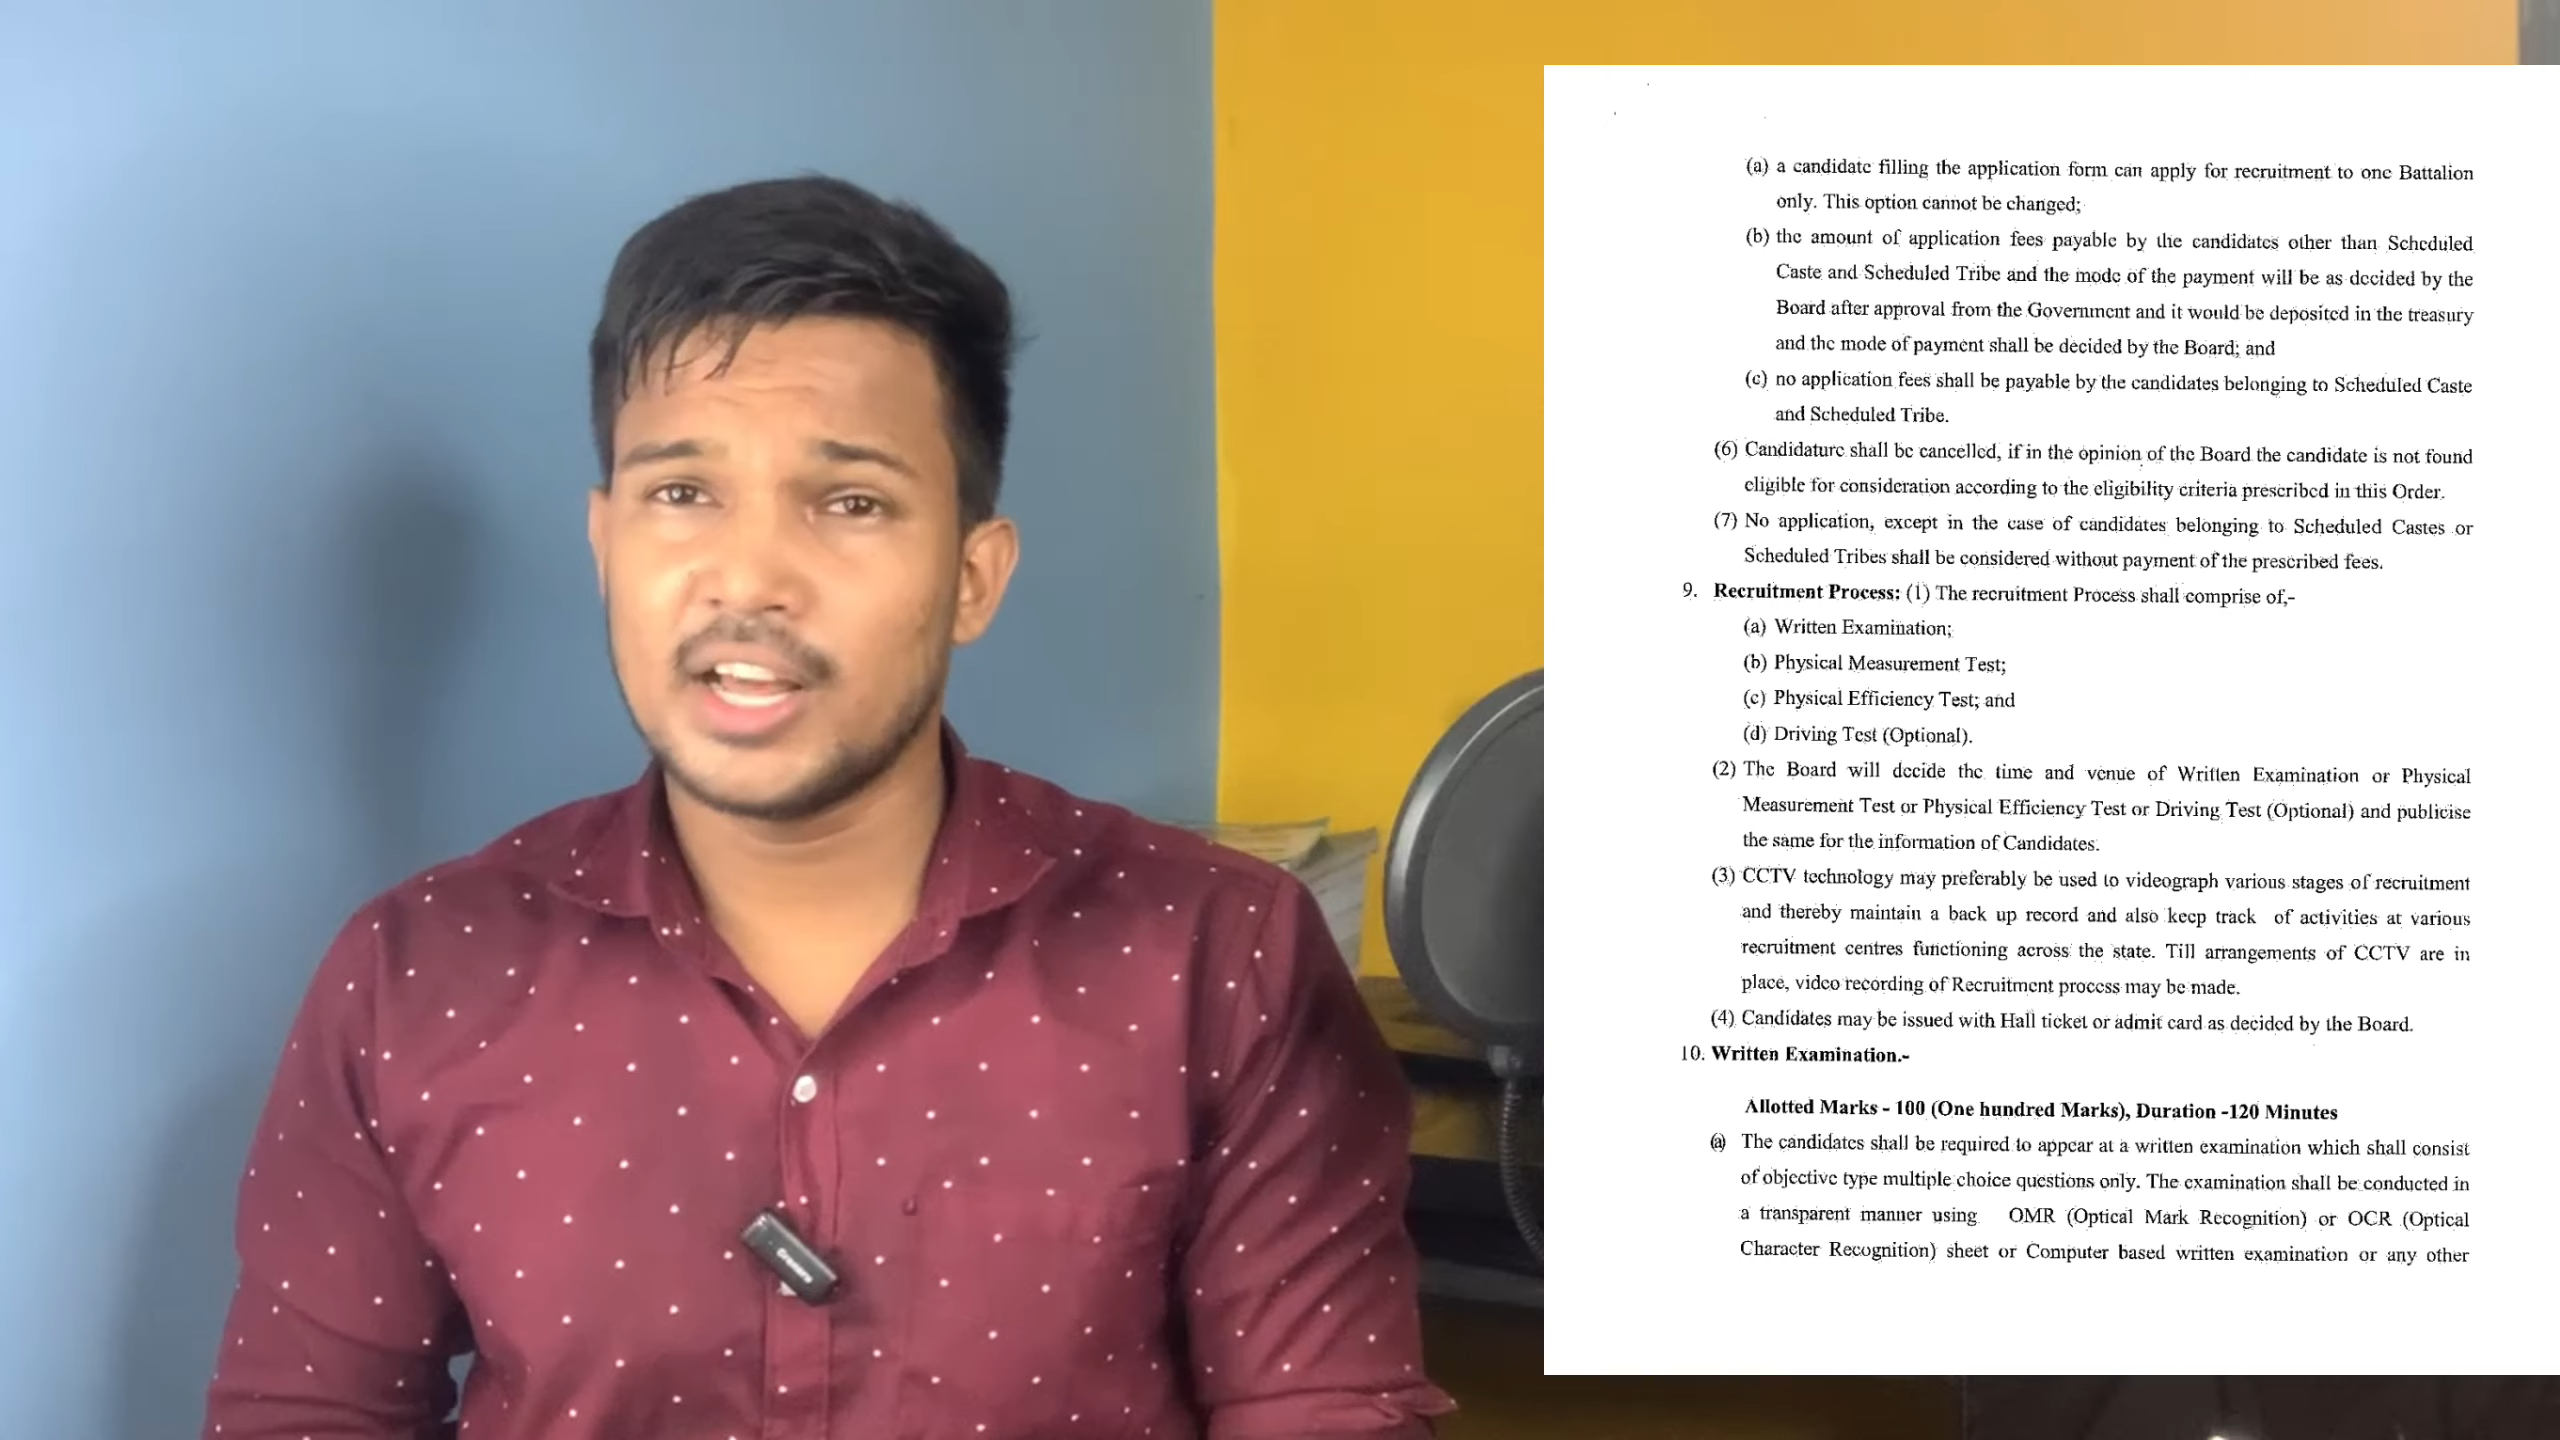 (a) a candidate filling the application form can apply for recruitment to one Battalion
only. This option cannot be changed;
(b) the amount of application fees payable by the candidates other than Scheduled
Caste and Scheduled Tribe and the mode of the payment will be as decided by the
Board after approval from the Government and it would be deposited in the treasury
and the mode of payment shall be decided by the Board; and
(c) no application fees shall be payable by the candidates belonging to Scheduled Caste
and Scheduled Tribe.
(6) Candidature shall be cancelled, if in the opinion of the Board the candidate is not found
eligible for consideration according to the eligibility criteria prescribed in this Order.
(7) No application, except in the case of candidates belonging to Scheduled Castes or
Scheduled Tribes shall be considered without payment of the prescribed fees.
9. Recruitment Process: (1) The recruitment Process shall comprise of,-
(a) Written Examination;
(b) Physical Measurement Test;
(c) Physical Efficiency Test; and
(d) Driving Test (Optional).
(2) The Board will decide the time and venue of Written Examination or Physical
Measurement Test or Physical Efficiency Test or Driving Test (Optional) and publicise
the same for the information of Candidates.
(3) CCTV technology may preferably be used to videograph various stages of recruitment
and thereby maintain a back up record and also keep track of activities at various
recruitment centres functioning across the state. Till arrangements of CCTV are in
place, video recording of Recruitment process may be made.
(4) Candidates may be issued with Hall ticket or admit card as decided by the Board.
10. Written Examination.-
Allotted Marks - 100 (One hundred Marks), Duration -120 Minutes
(a) The candidates shall be required to appear at a written examination which shall consist
of objective type multiple choice questions only. The examination shall be conducted in
a transparent manner using OMR (Optical Mark Recognition) or OCR (Optical
Character Recognition) sheet or Computer based written examination or any other